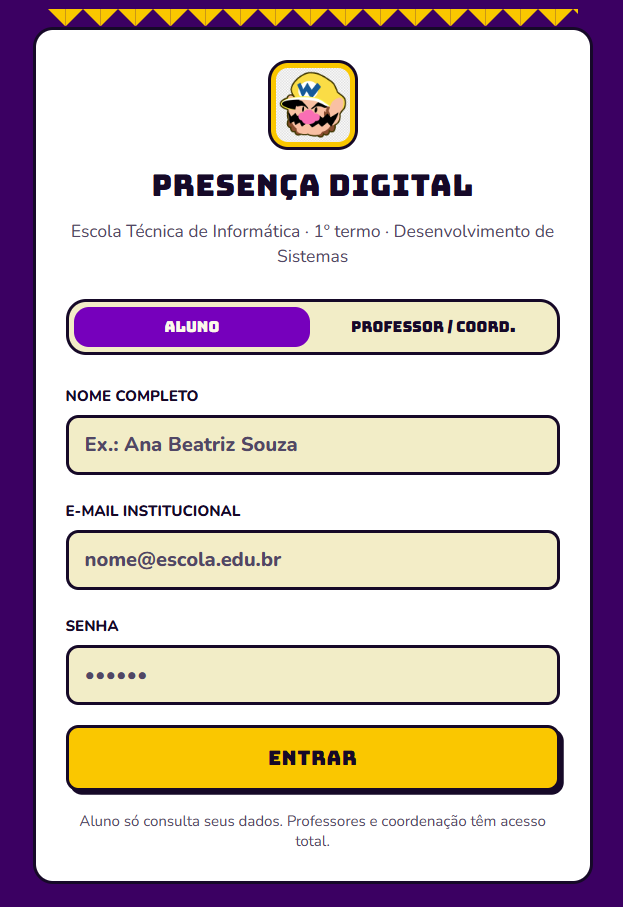 W
PRESENÇA DIGITAL
Escola Técnica de Informática · 1º termo · Desenvolvimento de
Sistemas
ALUNO
PROFESSOR / COORD.
NOME COMPLETO
Ex.: Ana Beatriz Souza
E-MAIL INSTITUCIONAL
nome@escola.edu.br
SENHA
••••••
ENTRAR
Aluno só consulta seus dados. Professores e coordenação têm acesso
total.